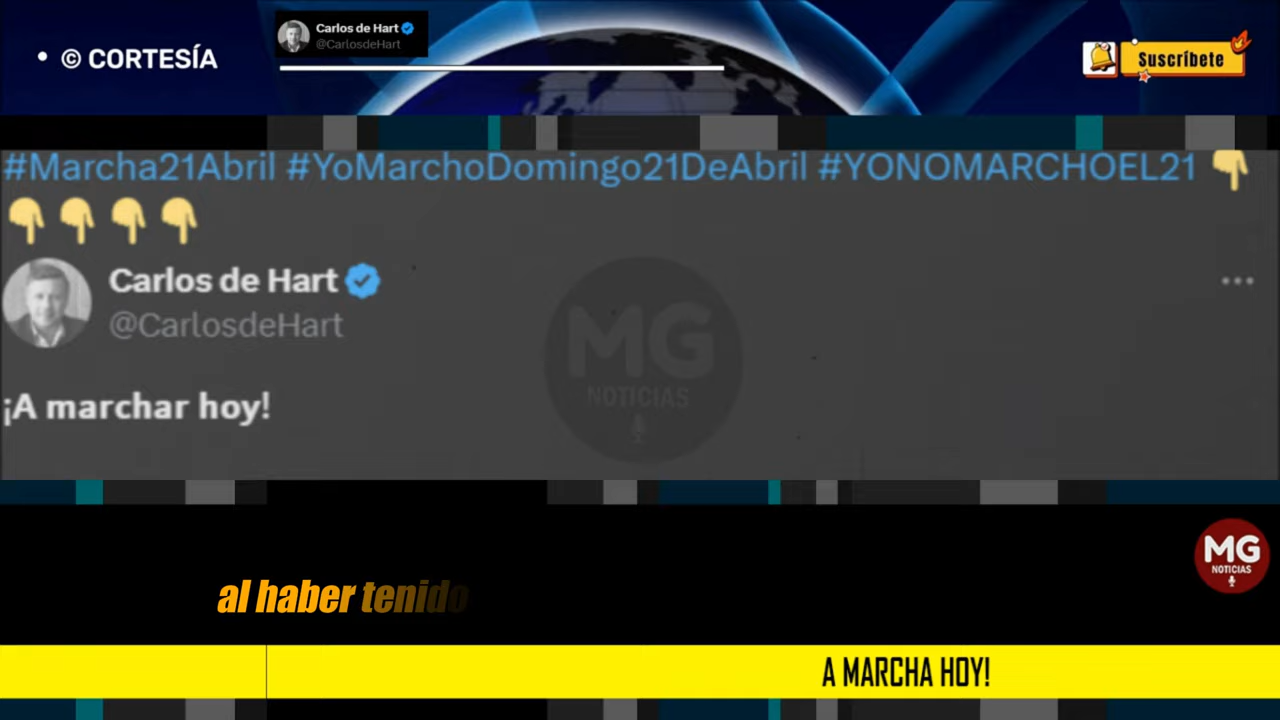 • © CORTESÍA
Carlos de Hart
@CarlosdeHart
Suscríbete
#Marcha21Abril #YoMarchoDomingo21DeAbril #YONOMARCHOEL21 👇
👇👇👇👇
Carlos de Hart
@CarlosdeHart
¡A marchar hoy!
MG
NOTICIAS
MG
NOTICIAS
al haber tenido
A MARCHA HOY!